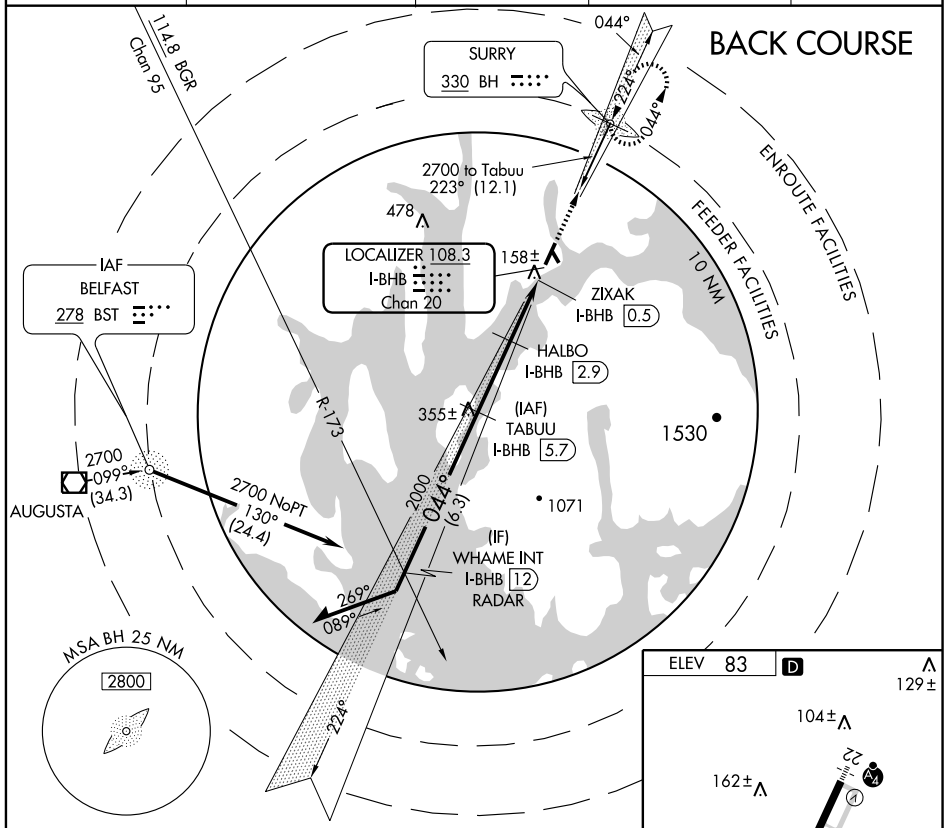 BACK COURSE
114.8 BGR
Chan 95
044°
SURRY
330 BH
224°
044°
ENROUTE FACILITIES
FEEDER FACILITIES
10 NM
2700 to Tabuu
223° (12.1)
478
LOCALIZER 108.3
I-BHB
Chan 20
158±
ZIXAK
I-BHB 0.5
IAF
BELFAST
278 BST
HALBO
I-BHB 2.9
R-173
355±
(IAF)
TABUU
I-BHB 5.7
1530
2700
099°
(34.3)
AUGUSTA
2700 NoPT
130°
(24.4)
2000
044°
(6.3)
1071
(IF)
WHAME INT
I-BHB 12
RADAR
269°
089°
224°
MSA BH 25 NM
2800
ELEV 83 D
129±
104±
22
A4
162±